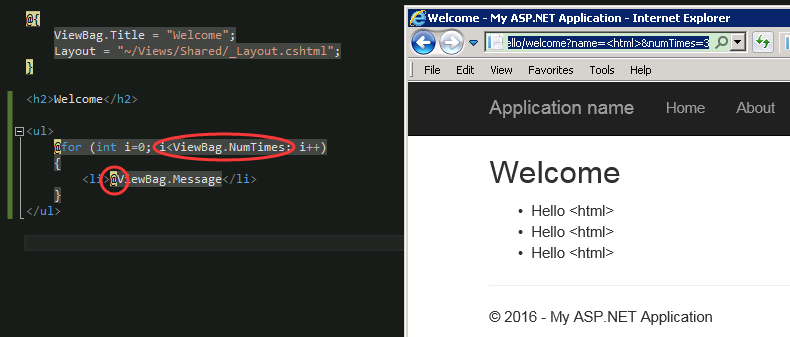 @{
ViewBag.Title = "Welcome";
Layout = "~/Views/Shared/_Layout.cshtml";
}
<h2>Welcome</h2>
<ul>
@for (int i=0; i<ViewBag.NumTimes; i++)
{
<li>@ViewBag.Message</li>
}
</ul>
Welcome - My ASP.NET Application - Internet Explorer
ello/welcome?name=<html>&numTimes=3
File Edit View Favorites Tools Help
Application name Home About
Welcome
• Hello <html>
• Hello <html>
• Hello <html>
© 2016 - My ASP.NET Application